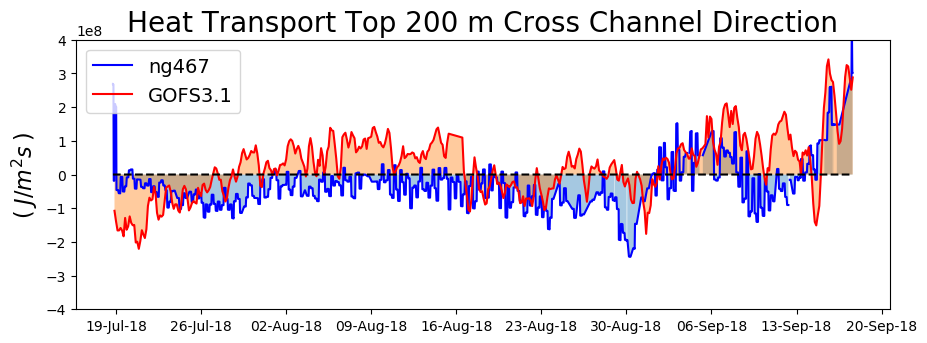 Heat Transport Top 200 m Cross Channel Direction
1e8
4
3
2
1
0
−1
−2
−3
−4
( J/m²s )
ng467
GOFS3.1
19-Jul-18 26-Jul-18 02-Aug-18 09-Aug-18 16-Aug-18 23-Aug-18 30-Aug-18 06-Sep-18 13-Sep-18 20-Sep-18